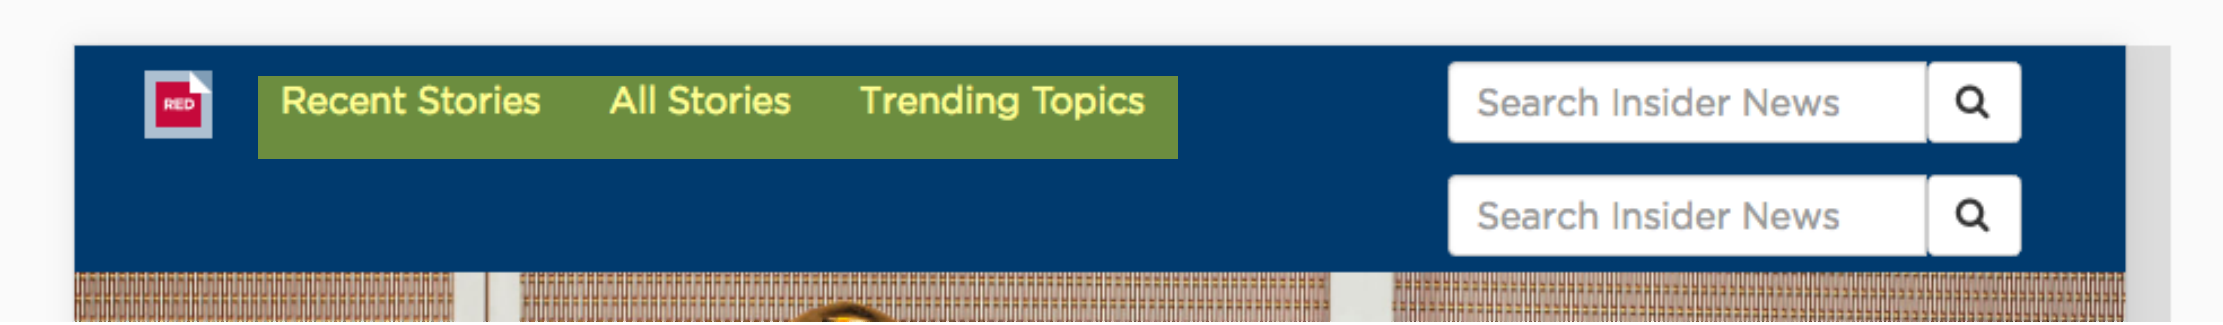 RED
Recent Stories All Stories Trending Topics
Search Insider News
Search Insider News